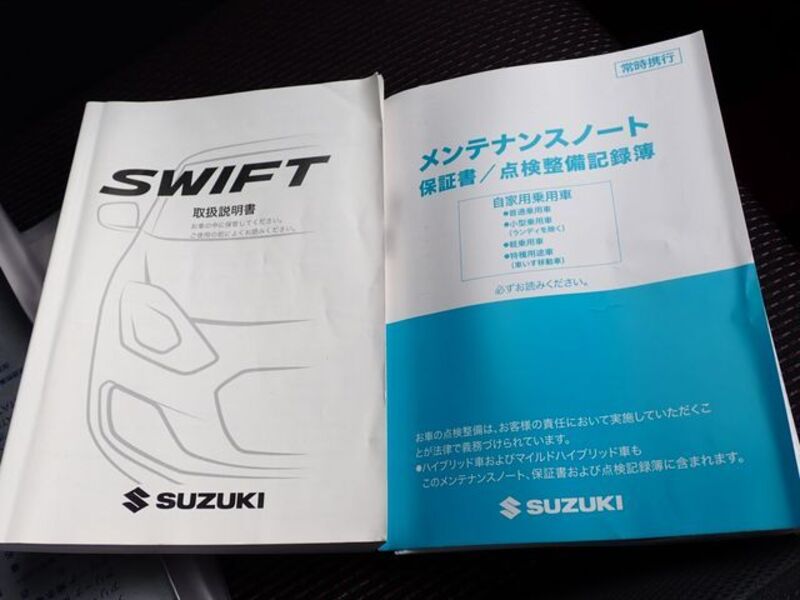 SWIFT
取扱説明書
お車の中に保管してください。
ご使用の前によくお読みください。
SUZUKI
常時携行
メンテナンスノート
保証書／点検整備記録簿
自家用乗用車
●普通乗用車
●小型乗用車
(ランディを除く)
●軽乗用車
●特種用途車
(車いす移動車)
必ずお読みください。
お車の点検整備は、お客様の責任において実施していただくこ
とが法律で義務づけられています。
●ハイブリッド車およびマイルドハイブリッド車も
このメンテナンスノート、保証書および点検記録簿に含まれます。
SUZUKI